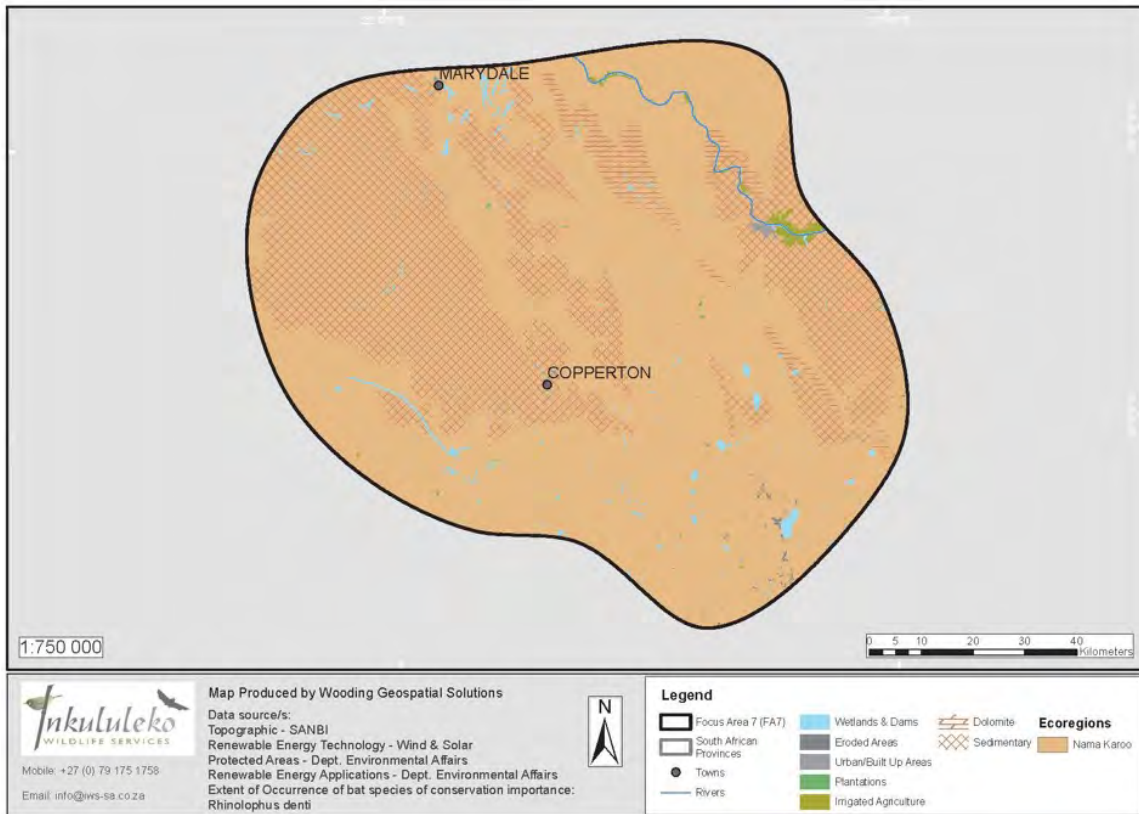 MARYDALE
COPPERTON
1:750 000
0 5 10 20 30 40
Kilometers
Inkululeko
WILDLIFE SERVICES
Mobile: +27 (0) 79 175 1758
Email: info@iws-sa.co.za
Map Produced by Wooding Geospatial Solutions
Data source/s:
Topographic - SANBI
Renewable Energy Technology - Wind & Solar
Protected Areas - Dept. Environmental Affairs
Renewable Energy Applications - Dept. Environmental Affairs
Extent of Occurrence of bat species of conservation importance:
Rhinolophus denti
N
Legend
Focus Area 7 (FA7)
South African
Provinces
Towns
Rivers
Wetlands & Dams
Eroded Areas
Urban/Built Up Areas
Plantations
Irrigated Agriculture
Dolomite
Sedimentary
Ecoregions
Nama Karoo